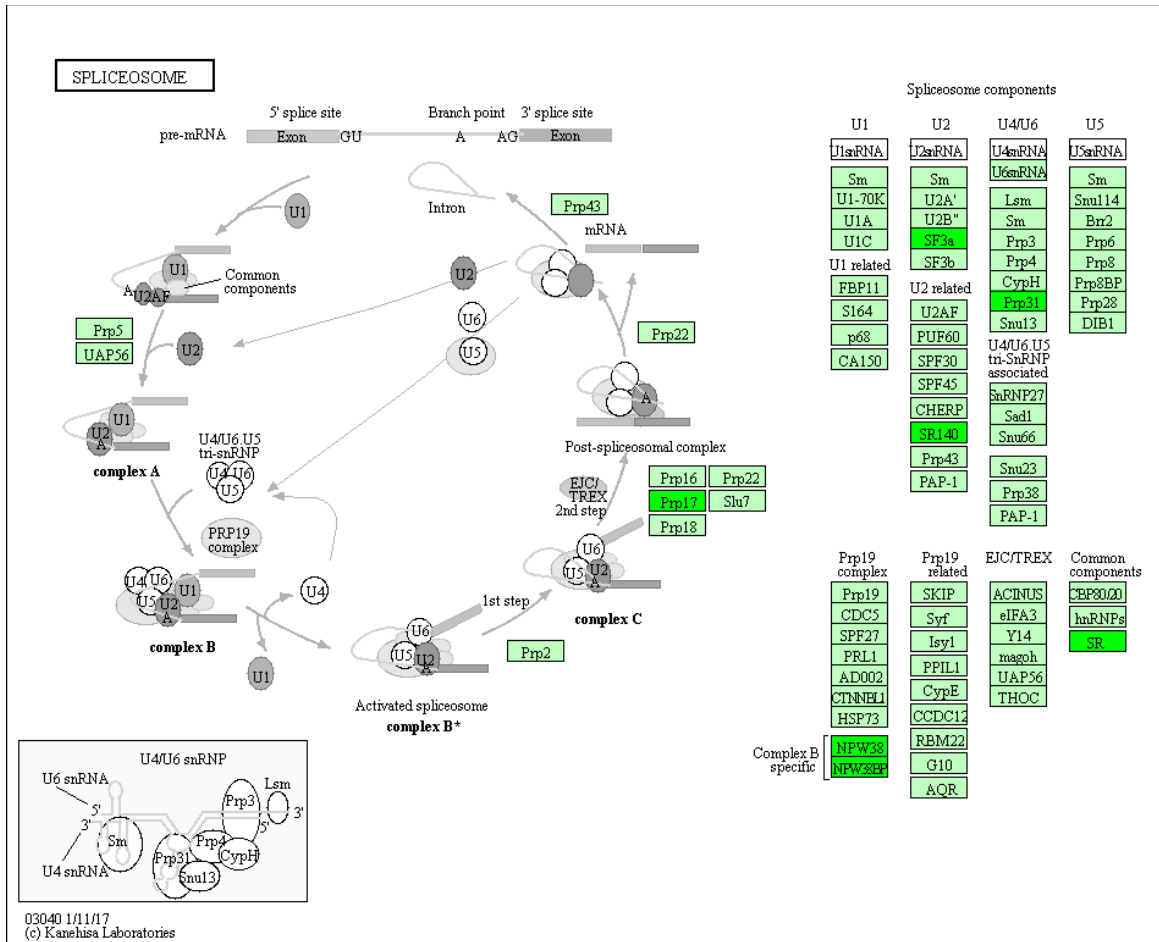 SPLICEOSOME
5' splice site
Branch point
3' splice site
pre-mRNA
Exon
GU
A
AG
Exon
U1
Intron
Prp43
mRNA
U1
A
U2AF
Common
components
U2
U6
U5
Prp5
UAP56
U2
Prp22
U1
U2
A
complex A
U4/U6.U5
tri-snRNP
U4
U6
U5
A
Post-spliceosomal complex
PRP19
complex
EJC/
TREX
2nd step
Prp16
Prp22
Prp17
Slu7
Prp18
U4
U6
U1
U5
U2
A
complex B
U4
U1
U6
U5
U2
A
complex C
1st step
U6
U5
U2
A
Prp2
Activated spliceosome
complex B*
Spliceosome components
U1
U1snRNA
Sm
U1-70K
U1A
U1C
U1 related
FBP11
S164
p68
CA150
U2
U2snRNA
Sm
U2A'
U2B"
SF3a
SF3b
U2 related
U2AF
PUF60
SPF30
SPF45
CHERP
SR140
Prp43
PAP-1
U4/U6
U4snRNA
U6snRNA
Lsm
Sm
Prp3
Prp4
CypH
Prp31
Snu13
U4/U6.U5
tri-SnRNP
associated
SnRNP27
Sad1
Snu66
Snu23
Prp38
PAP-1
U5
U5snRNA
Sm
Snu114
Brr2
Prp6
Prp8
Prp8BP
Prp28
DIB1
Prp19
complex
Prp19
CDC5
SPF27
PRL1
AD002
CTNNBL1
HSP73
Complex B
specific
NPW38
NPW38BP
Prp19
related
SKIP
Syf
Isy1
PPIL1
CypE
CCDC12
RBM22
G10
AQR
EJC/TREX
ACINUS
eIFA3
Y14
magoh
UAP56
THOC
Common
components
CBP80/20
hnRNPs
SR
U4/U6 snRNP
U6 snRNA
5'
3'
Sm
U4 snRNA
Prp3
Lsm
3'
5'
Prp4
Prp31
CypH
Snu13
03040 1/11/17
(c) Kanehisa Laboratories